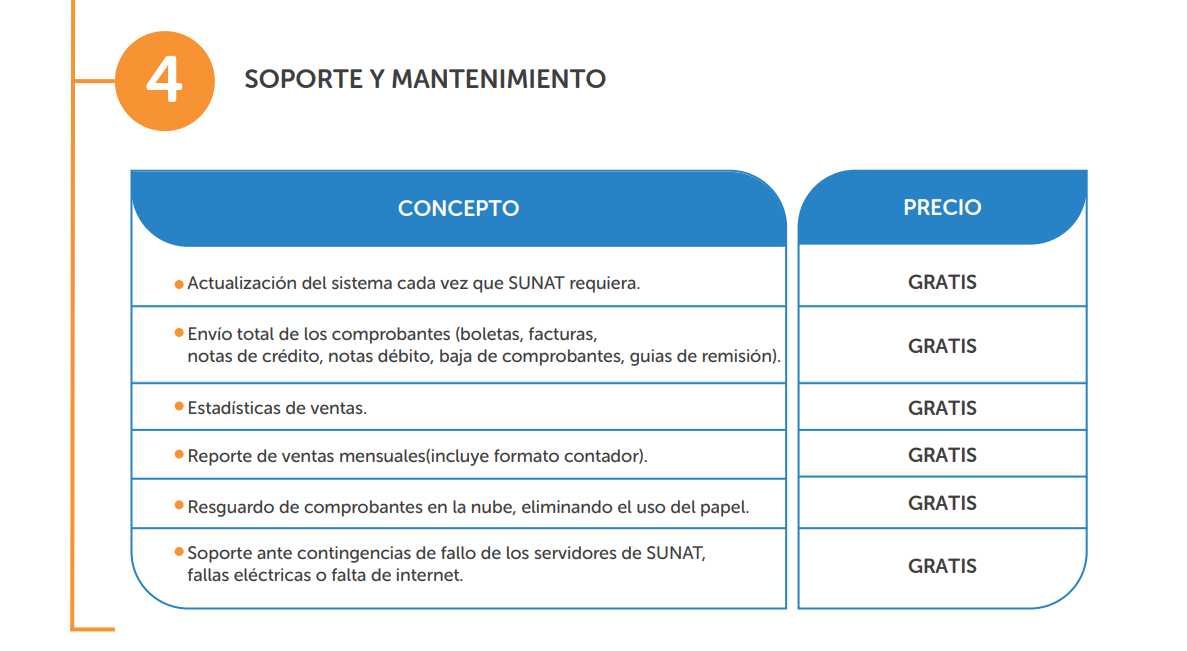 4
SOPORTE Y MANTENIMIENTO
CONCEPTO
PRECIO
Actualización del sistema cada vez que SUNAT requiera.
GRATIS
Envío total de los comprobantes (boletas, facturas,
notas de crédito, notas débito, baja de comprobantes, guias de remisión).
GRATIS
Estadísticas de ventas.
GRATIS
Reporte de ventas mensuales(incluye formato contador).
GRATIS
Resguardo de comprobantes en la nube, eliminando el uso del papel.
GRATIS
Soporte ante contingencias de fallo de los servidores de SUNAT,
fallas eléctricas o falta de internet.
GRATIS